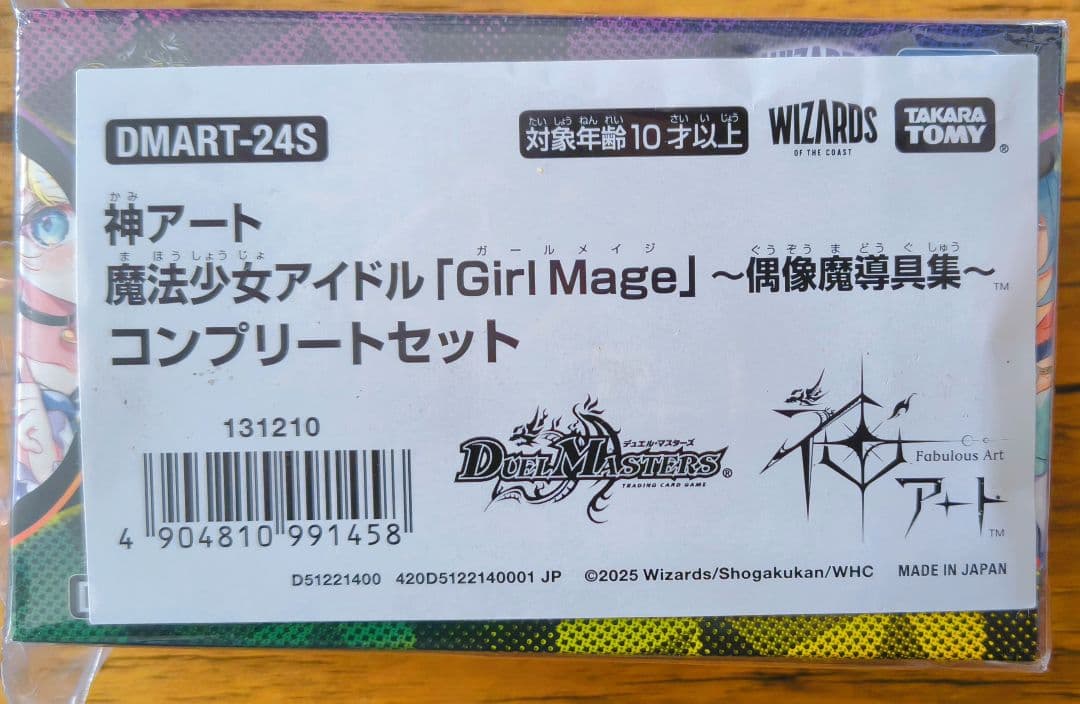 DMART-24S
たいしょうねんれい さいいじょう
対象年齢10才以上
WIZARDS
OF THE COAST
TAKARA
TOMY
®
かみ
神アート
まほうしょうじょ ガールメイジ ぐうぞうまどうぐしゅう
魔法少女アイドル「Girl Mage」～偶像魔導具集～™
コンプリートセット
131210
4 904810 991458
デュエル・マスターズ
DUEL MASTERS®
TRADING CARD GAME
神
Fabulous Art
アート™
D51221400 420D5122140001 JP ©2025 Wizards/Shogakukan/WHC MADE IN JAPAN